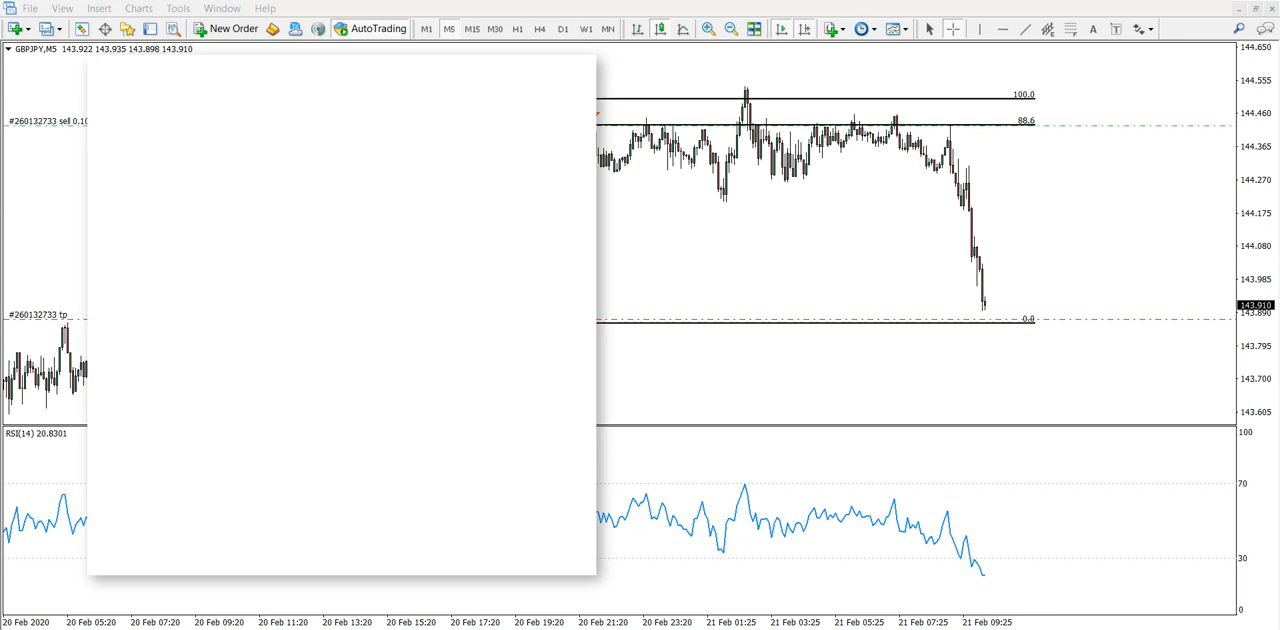 File View Insert Charts Tools Window Help
New Order AutoTrading M1 M5 M15 M30 H1 H4 D1 W1 MN A T
GBPJPY,M5 143.922 143.935 143.898 143.910
144.650
144.555
100.0
144.460
#260132733 sell 0.10
88.6
144.365
144.270
144.175
144.080
143.985
143.910
143.890
#260132733 tp
0.0
143.795
143.700
143.605
RSI(14) 20.8301
100
70
30
0
20 Feb 2020 20 Feb 05:20 20 Feb 07:20 20 Feb 09:20 20 Feb 11:20 20 Feb 13:20 20 Feb 15:20 20 Feb 17:20 20 Feb 19:20 20 Feb 21:20 20 Feb 23:20 21 Feb 01:25 21 Feb 03:25 21 Feb 05:25 21 Feb 07:25 21 Feb 09:25